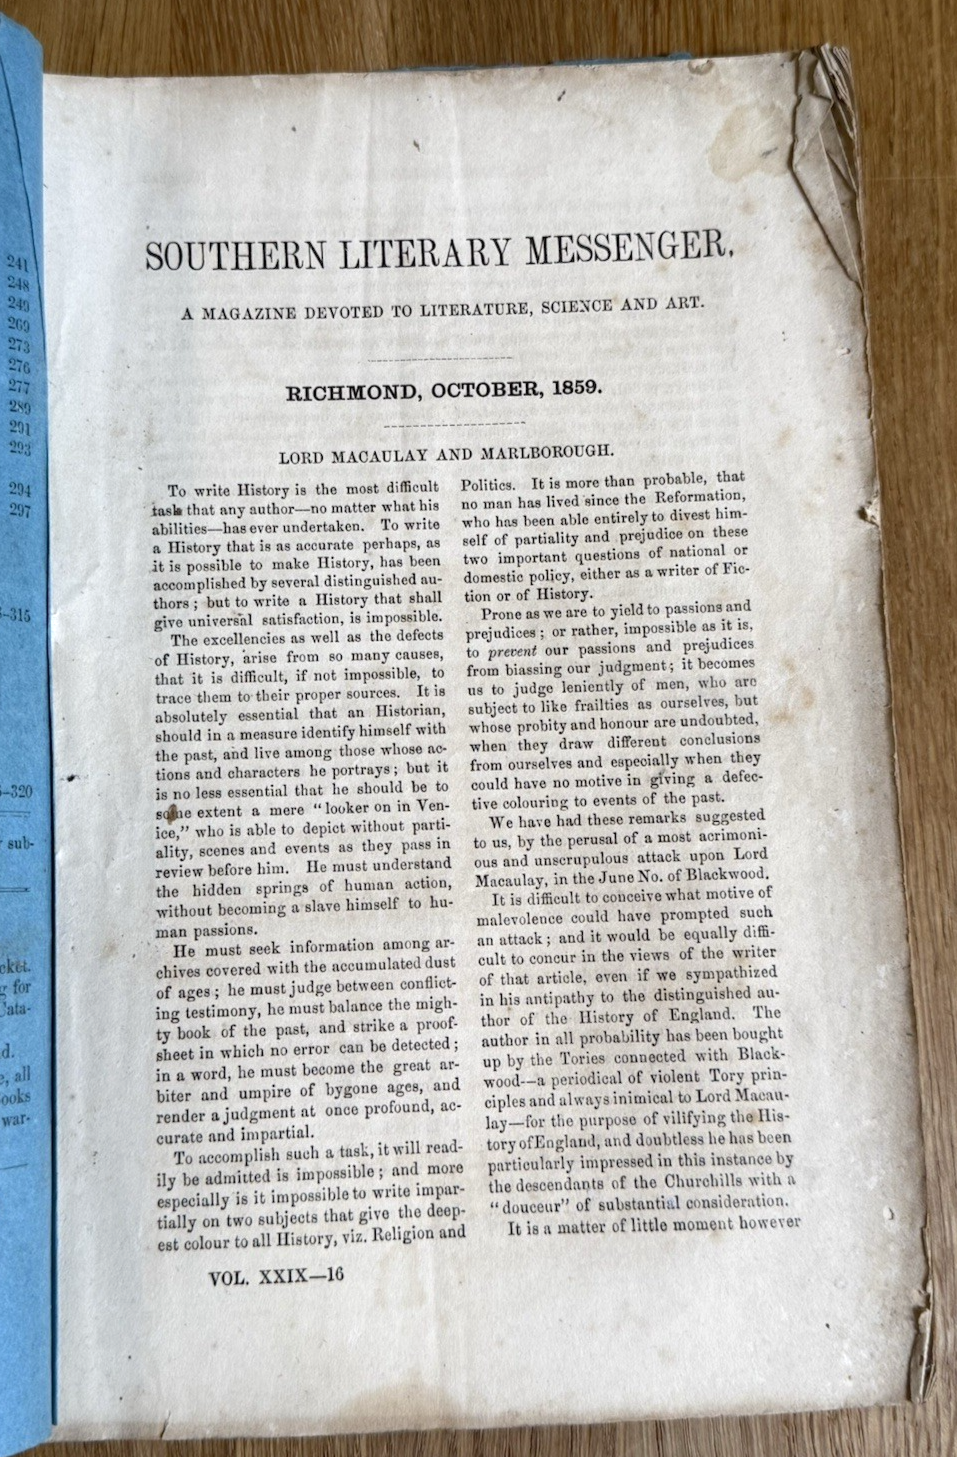 241
248
249
269
273
276
277
289
291
293
294
297
-315
-320
sub-
cket.
for
Cata-
d.
, all
ooks
war-
SOUTHERN LITERARY MESSENGER,
A MAGAZINE DEVOTED TO LITERATURE, SCIENCE AND ART.
RICHMOND, OCTOBER, 1859.
LORD MACAULAY AND MARLBOROUGH.
To write History is the most difficult
task that any author—no matter what his
abilities—has ever undertaken. To write
a History that is as accurate perhaps, as
it is possible to make History, has been
accomplished by several distinguished au-
thors; but to write a History that shall
give universal satisfaction, is impossible.
The excellencies as well as the defects
of History, arise from so many causes,
that it is difficult, if not impossible, to
trace them to their proper sources. It is
absolutely essential that an Historian,
should in a measure identify himself with
the past, and live among those whose ac-
tions and characters he portrays; but it
is no less essential that he should be to
some extent a mere "looker on in Ven-
ice," who is able to depict without parti-
ality, scenes and events as they pass in
review before him. He must understand
the hidden springs of human action,
without becoming a slave himself to hu-
man passions.
He must seek information among ar-
chives covered with the accumulated dust
of ages; he must judge between conflict-
ing testimony, he must balance the migh-
ty book of the past, and strike a proof-
sheet in which no error can be detected;
in a word, he must become the great ar-
biter and umpire of bygone ages, and
render a judgment at once profound, ac-
curate and impartial.
To accomplish such a task, it will read-
ily be admitted is impossible; and more
especially is it impossible to write impar-
tially on two subjects that give the deep-
est colour to all History, viz. Religion and
Politics. It is more than probable, that
no man has lived since the Reformation,
who has been able entirely to divest him-
self of partiality and prejudice on these
two important questions of national or
domestic policy, either as a writer of Fic-
tion or of History.
Prone as we are to yield to passions and
prejudices; or rather, impossible as it is,
to prevent our passions and prejudices
from biassing our judgment; it becomes
us to judge leniently of men, who are
subject to like frailties as ourselves, but
whose probity and honour are undoubted,
when they draw different conclusions
from ourselves and especially when they
could have no motive in giving a defec-
tive colouring to events of the past.
We have had these remarks suggested
to us, by the perusal of a most acrimoni-
ous and unscrupulous attack upon Lord
Macaulay, in the June No. of Blackwood.
It is difficult to conceive what motive of
malevolence could have prompted such
an attack; and it would be equally diffi-
cult to concur in the views of the writer
of that article, even if we sympathized
in his antipathy to the distinguished au-
thor of the History of England. The
author in all probability has been bought
up by the Tories connected with Black-
wood—a periodical of violent Tory prin-
ciples and always inimical to Lord Macau-
lay—for the purpose of vilifying the His-
tory of England, and doubtless he has been
particularly impressed in this instance by
the descendants of the Churchills with a
"douceur" of substantial consideration.
It is a matter of little moment however
VOL. XXIX—16